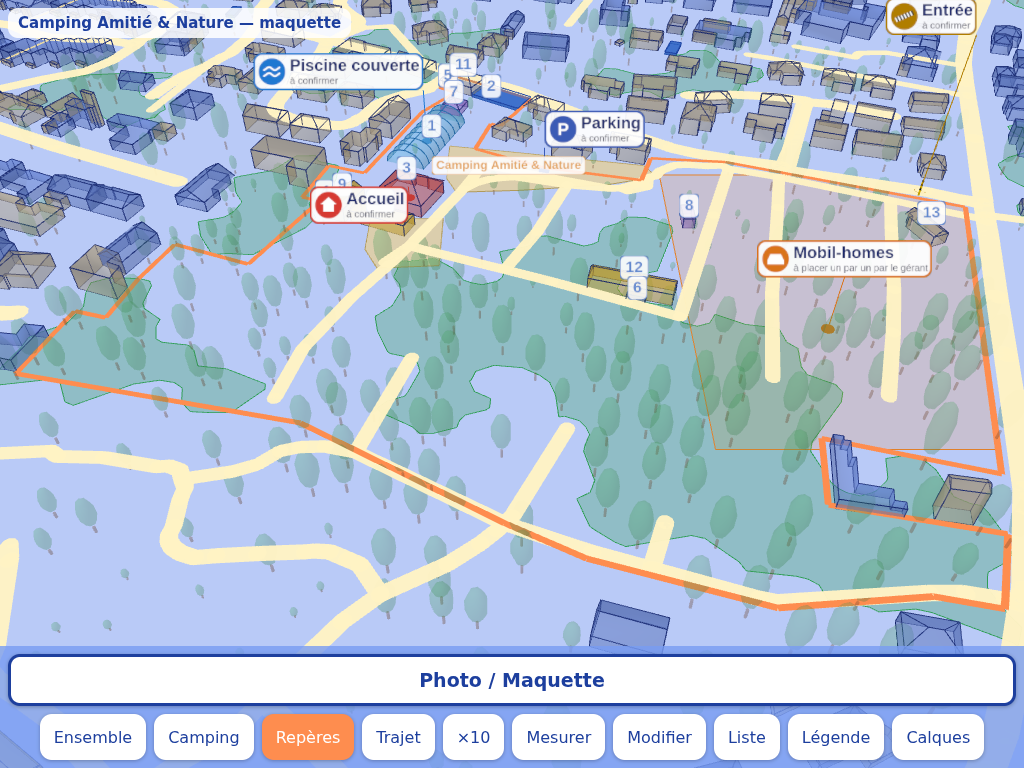 Camping Amitié & Nature — maquette
Entrée
à confirmer
Piscine couverte
à confirmer
11
5
7
2
1
Parking
à confirmer
Camping Amitié & Nature
3
9
Accueil
à confirmer
8
13
Mobil-homes
à placer un par un par le gérant
12
6
Photo / Maquette
Ensemble
Camping
Repères
Trajet
×10
Mesurer
Modifier
Liste
Légende
Calques